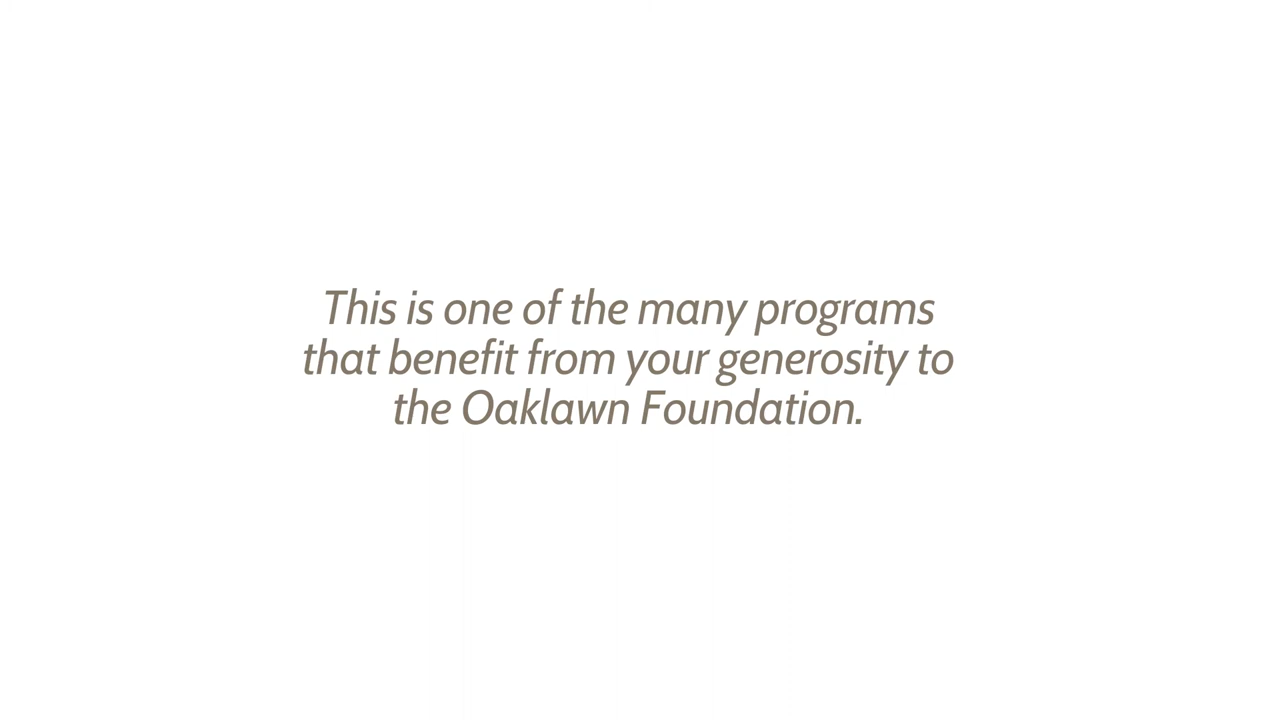 This is one of the many programs
that benefit from your generosity to
the Oaklawn Foundation.